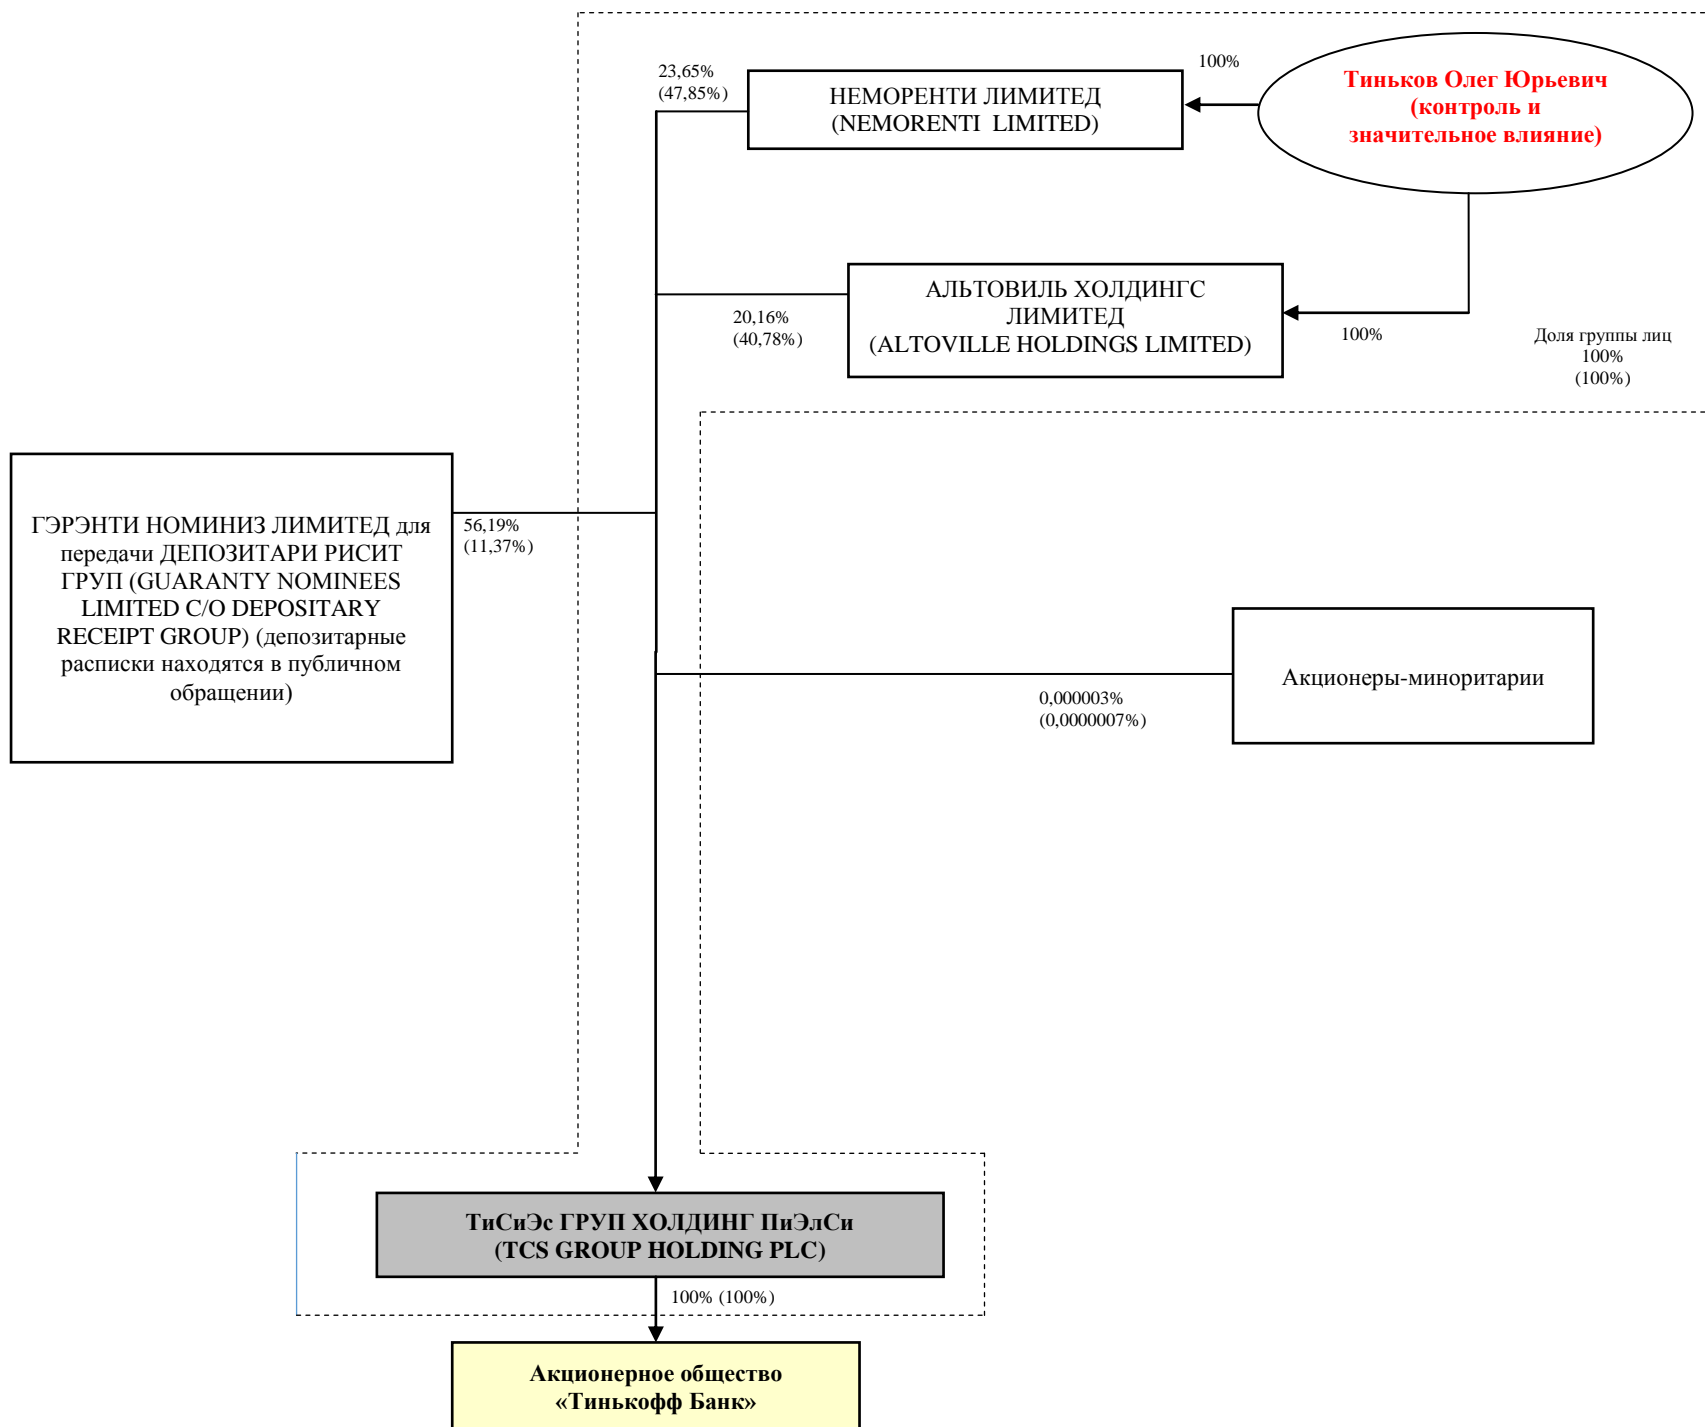 23,65%
(47,85%)
НЕМОРЕНТИ ЛИМИТЕД
(NEMORENTI LIMITED)
100%
Тиньков Олег Юрьевич
(контроль и
значительное влияние)
20,16%
(40,78%)
АЛЬТОВИЛЬ ХОЛДИНГС
ЛИМИТЕД
(ALTOVILLE HOLDINGS LIMITED)
100%
Доля группы лиц
100%
(100%)
ГЭРЭНТИ НОМИНИЗ ЛИМИТЕД для
передачи ДЕПОЗИТАРИ РИСИТ
ГРУП (GUARANTY NOMINEES
LIMITED C/O DEPOSITARY
RECEIPT GROUP) (депозитарные
расписки находятся в публичном
обращении)
56,19%
(11,37%)
Акционеры-миноритарии
0,000003%
(0,0000007%)
ТиСиЭс ГРУП ХОЛДИНГ ПиЭлСи
(TCS GROUP HOLDING PLC)
100% (100%)
Акционерное общество
«Тинькофф Банк»